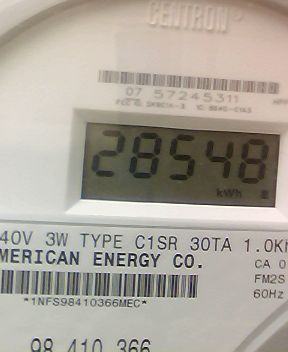 CENTRON®
07 57245311
28548
kWh
40V 3W TYPE C1SR 30TA 1.0Kh
MERICAN ENERGY CO.
CA 0
FM2S
60Hz
*1NFS98410366MEC*
98 410 366